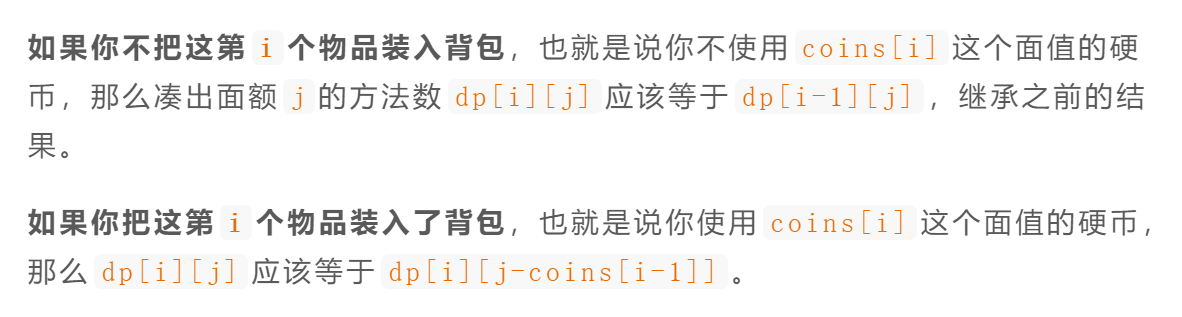 如果你不把这第 i 个物品装入背包，也就是说你不使用 coins[i] 这个面值的硬
币，那么凑出面额 j 的方法数 dp[i][j] 应该等于 dp[i-1][j] ，继承之前的结
果。
如果你把这第 i 个物品装入了背包，也就是说你使用 coins[i] 这个面值的硬币，
那么 dp[i][j] 应该等于 dp[i][j-coins[i-1]] 。